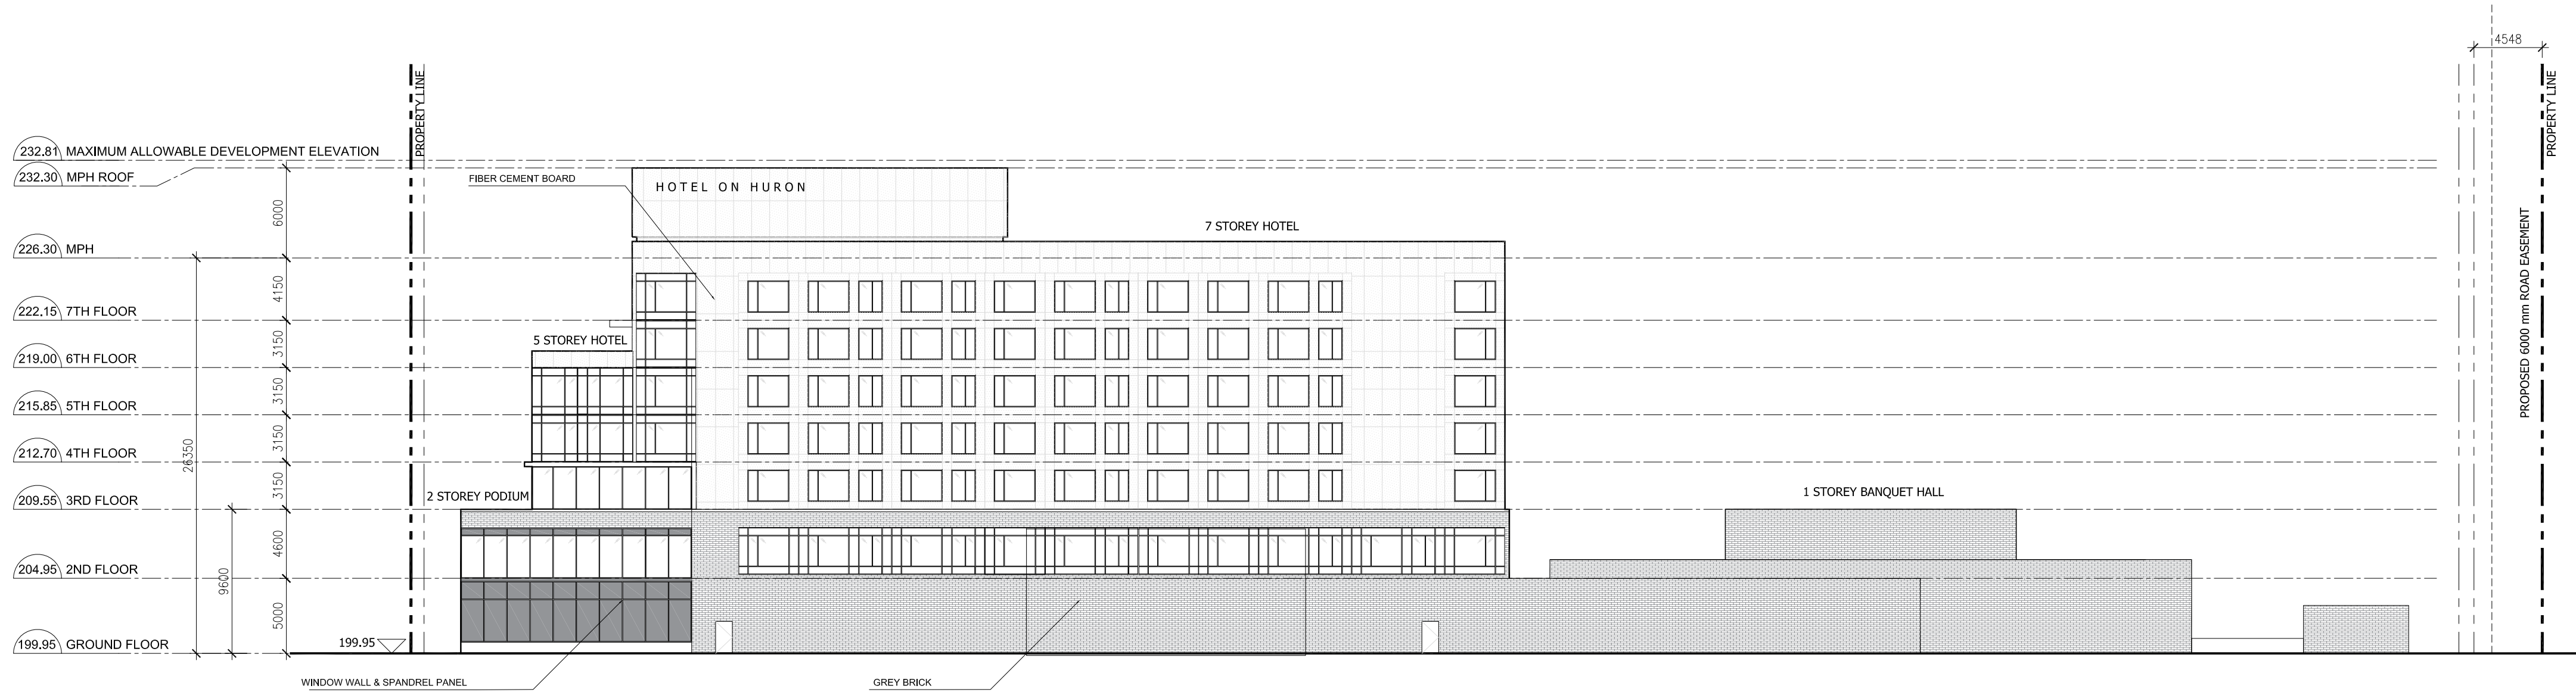 4548
PROPERTY LINE
PROPERTY LINE
232.81 MAXIMUM ALLOWABLE DEVELOPMENT ELEVATION
232.30 MPH ROOF
FIBER CEMENT BOARD
HOTEL ON HURON
6000
7 STOREY HOTEL
226.30 MPH
PROPOSED 6000 mm ROAD EASEMENT
4150
222.15 7TH FLOOR
3150
5 STOREY HOTEL
219.00 6TH FLOOR
3150
215.85 5TH FLOOR
3150
26350
212.70 4TH FLOOR
3150
2 STOREY PODIUM
1 STOREY BANQUET HALL
209.55 3RD FLOOR
4600
204.95 2ND FLOOR
9600
5000
199.95 GROUND FLOOR
199.95
WINDOW WALL & SPANDREL PANEL
GREY BRICK